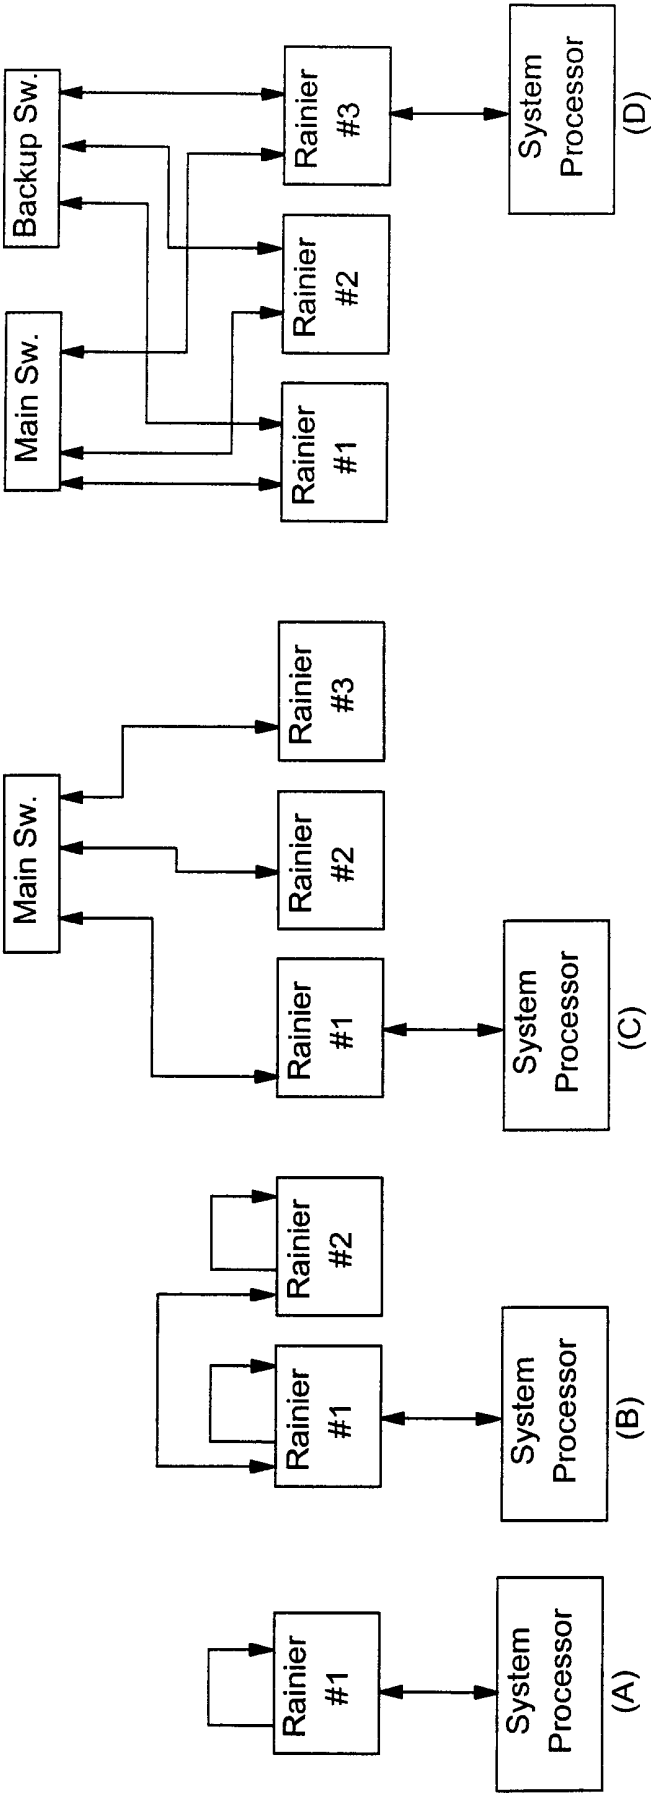 Rainier
#1
System
Processor
(A)
Rainier
#1
Rainier
#2
System
Processor
(B)
Main Sw.
Rainier
#1
Rainier
#2
Rainier
#3
System
Processor
(C)
Main Sw.
Backup Sw.
Rainier
#1
Rainier
#2
Rainier
#3
System
Processor
(D)